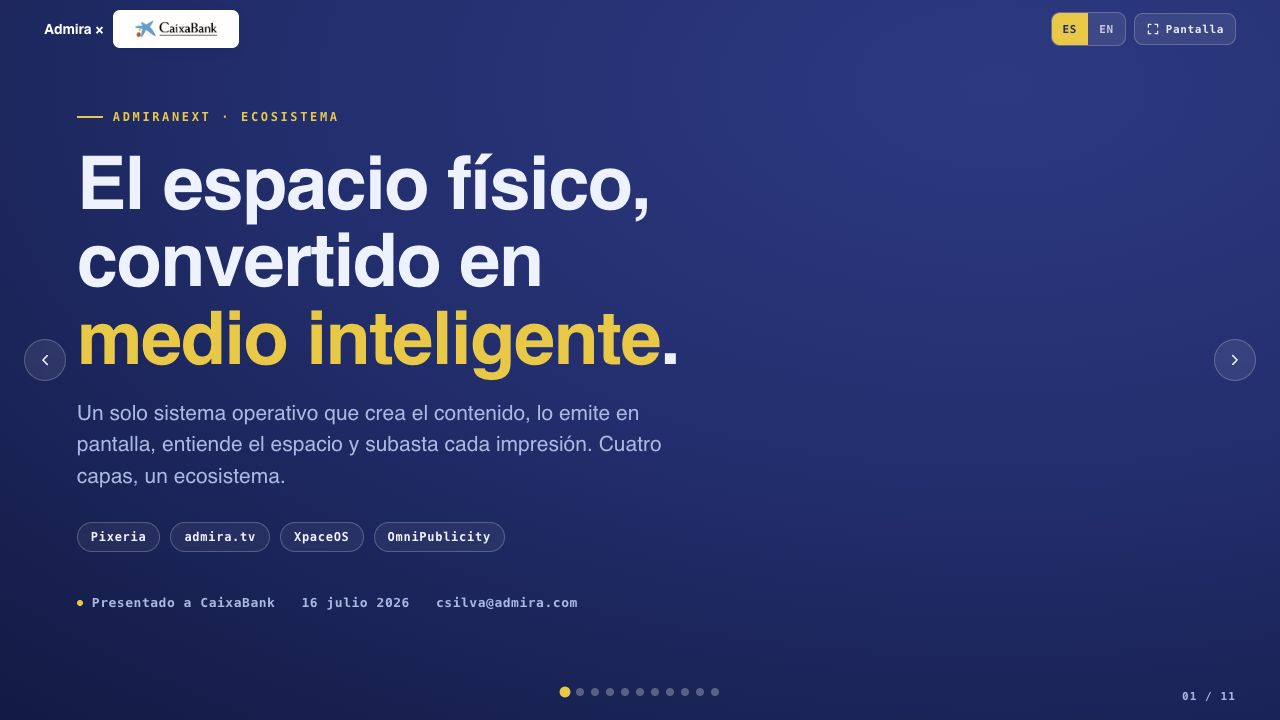 Admira × CaixaBank
ES EN Pantalla
ADMIRANEXT · ECOSISTEMA
El espacio físico,
convertido en
medio inteligente.
Un solo sistema operativo que crea el contenido, lo emite en
pantalla, entiende el espacio y subasta cada impresión. Cuatro
capas, un ecosistema.
Pixeria admira.tv XpaceOS OmniPublicity
Presentado a CaixaBank 16 julio 2026 csilva@admira.com
01 / 11